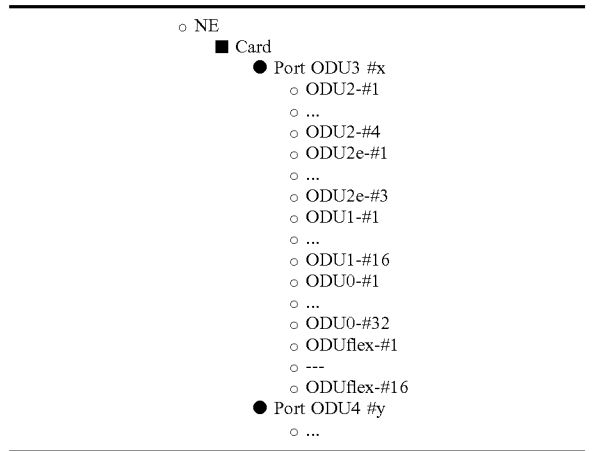 ○ NE
■ Card
● Port ODU3 #x
○ ODU2-#1
○ ...
○ ODU2-#4
○ ODU2e-#1
○ ...
○ ODU2e-#3
○ ODU1-#1
○ ...
○ ODU1-#16
○ ODU0-#1
○ ...
○ ODU0-#32
○ ODUflex-#1
○ ---
○ ODUflex-#16
● Port ODU4 #y
○ ...